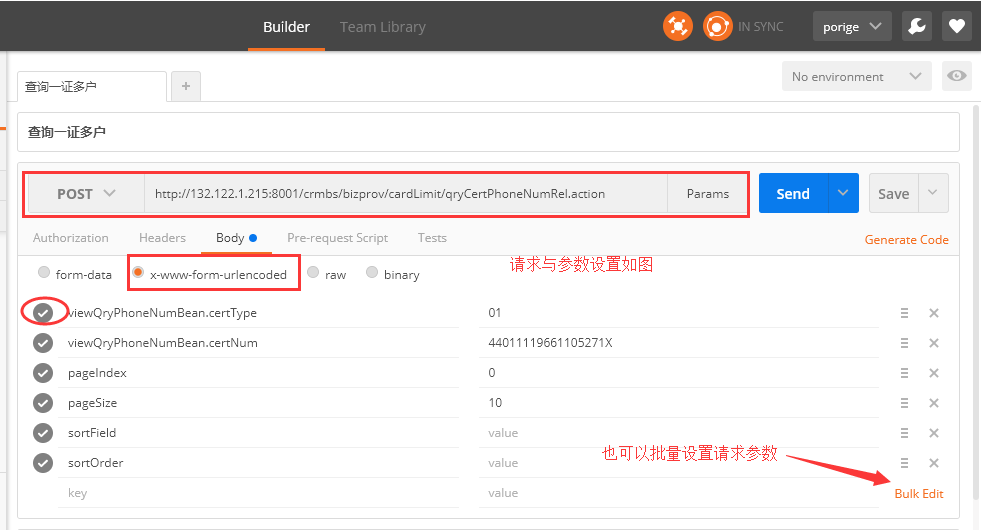 Builder Team Library IN SYNC porige
查询一证多户 + No environment
查询一证多户
POST http://132.122.1.215:8001/crmbs/bizprov/cardLimit/qryCertPhoneNumRel.action Params Send Save
Authorization Headers Body Pre-request Script Tests Generate Code
form-data x-www-form-urlencoded raw binary 请求与参数设置如图
viewQryPhoneNumBean.certType 01
viewQryPhoneNumBean.certNum 44011119661105271X
pageIndex 0
pageSize 10
sortField value
sortOrder value
也可以批量设置请求参数
key value Bulk Edit